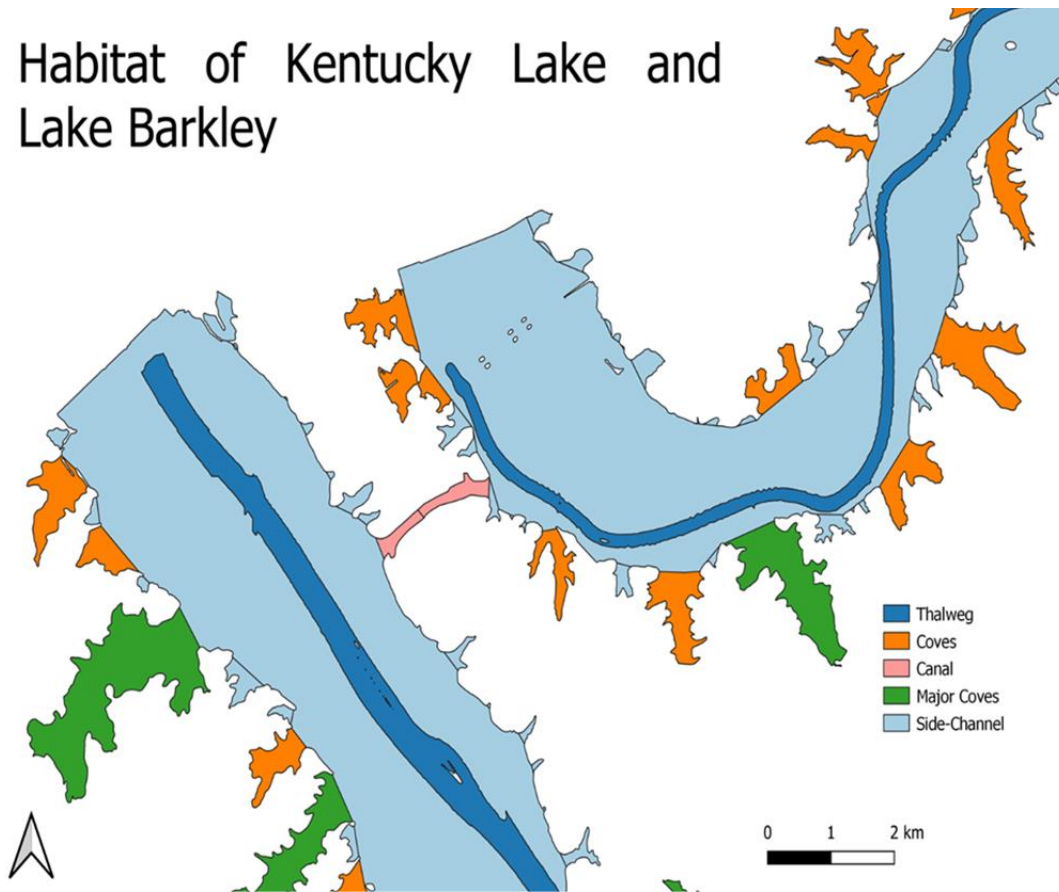 Habitat of Kentucky Lake and
Lake Barkley
Thalweg
Coves
Canal
Major Coves
Side-Channel
0 1 2 km